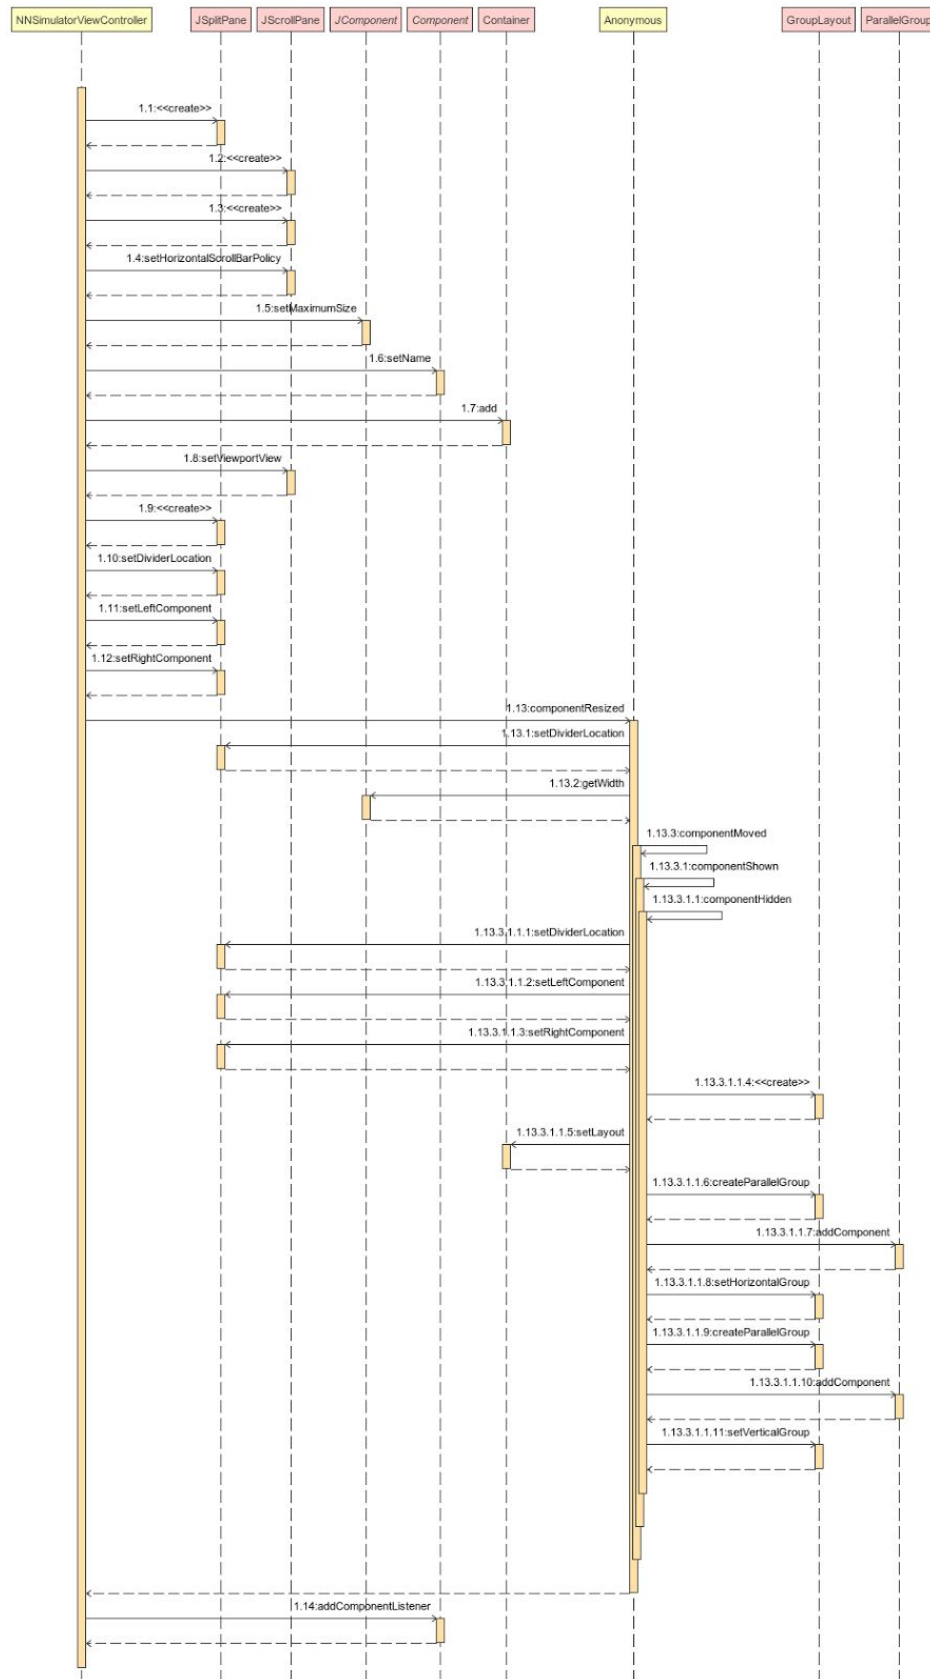 NNSimulatorViewController JSplitPane JScrollPane JComponent Component Container Anonymous GroupLayout ParallelGroup
1.1:<<create>>
1.2:<<create>>
1.3:<<create>>
1.4:setHorizontalScrollBarPolicy
1.5:setMaximumSize
1.6:setName
1.7:add
1.8:setViewportView
1.9:<<create>>
1.10:setDividerLocation
1.11:setLeftComponent
1.12:setRightComponent
1.13:componentResized
1.13.1:setDividerLocation
1.13.2:getWidth
1.13.3:componentMoved
1.13.3.1:componentShown
1.13.3.1.1:componentHidden
1.13.3.1.1.1:setDividerLocation
1.13.3.1.1.2:setLeftComponent
1.13.3.1.1.3:setRightComponent
1.13.3.1.1.4:<<create>>
1.13.3.1.1.5:setLayout
1.13.3.1.1.6:createParallelGroup
1.13.3.1.1.7:addComponent
1.13.3.1.1.8:setHorizontalGroup
1.13.3.1.1.9:createParallelGroup
1.13.3.1.1.10:addComponent
1.13.3.1.1.11:setVerticalGroup
1.14:addComponentListener